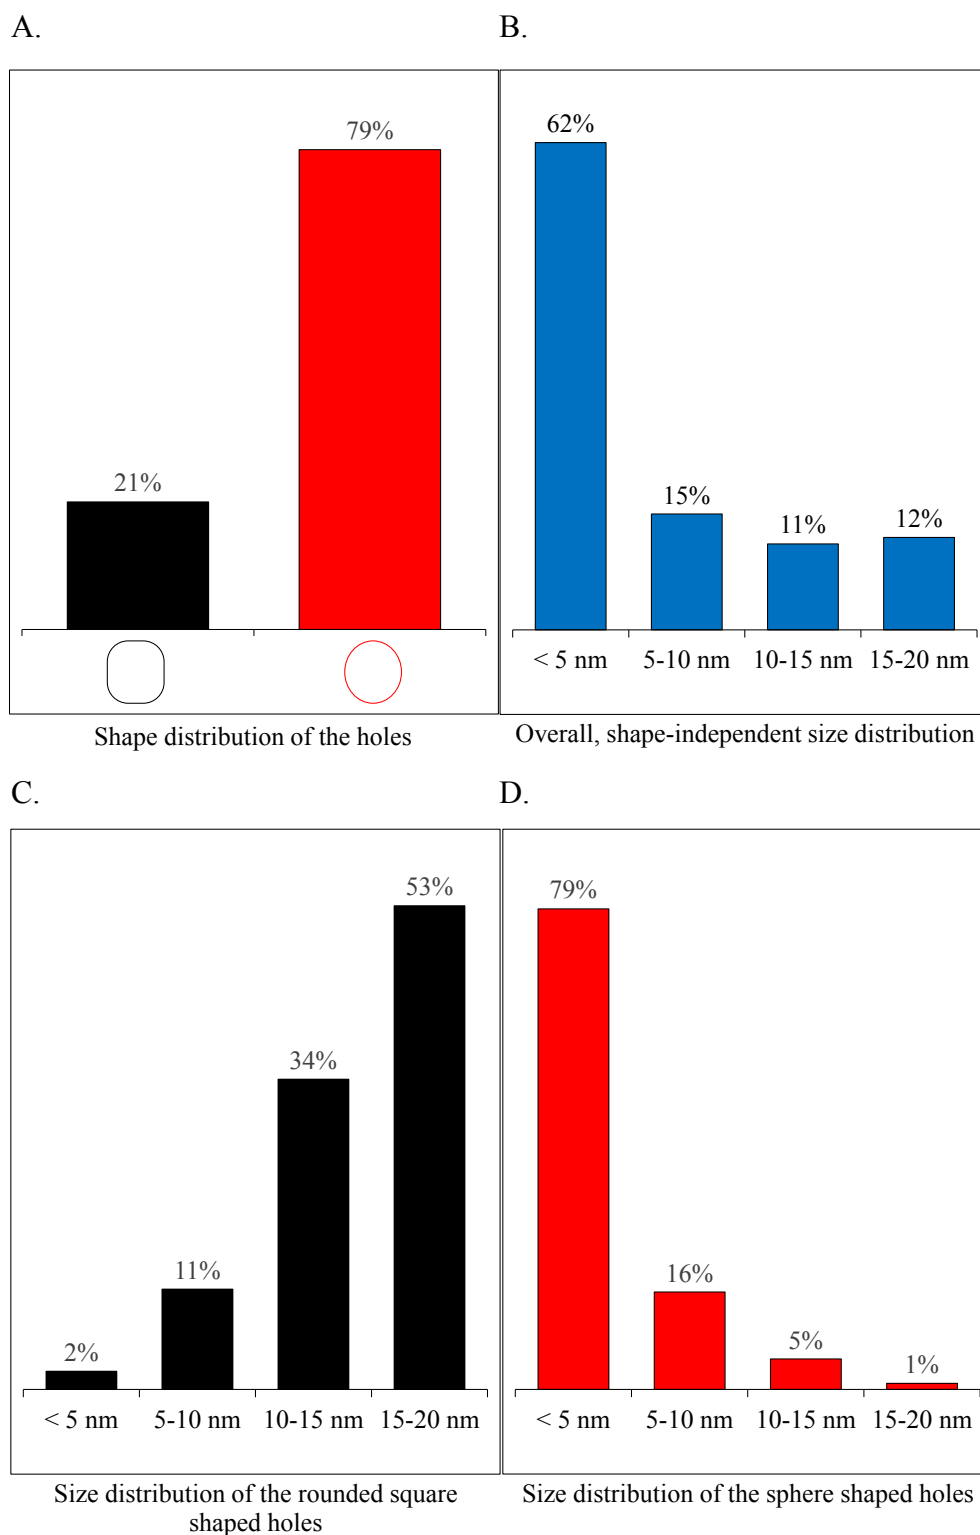 A.
79%
21%
Shape distribution of the holes
B.
62%
15%
11%
12%
< 5 nm 5-10 nm 10-15 nm 15-20 nm
Overall, shape-independent size distribution
C.
53%
34%
11%
2%
< 5 nm 5-10 nm 10-15 nm 15-20 nm
Size distribution of the rounded square
shaped holes
D.
79%
16%
5%
1%
< 5 nm 5-10 nm 10-15 nm 15-20 nm
Size distribution of the sphere shaped holes